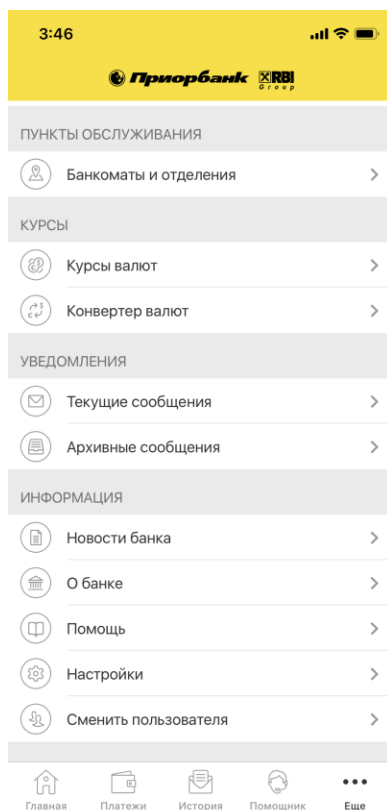 3:46
Приорбанк RBI
Group
ПУНКТЫ ОБСЛУЖИВАНИЯ
Банкоматы и отделения
КУРСЫ
Курсы валют
Конвертер валют
УВЕДОМЛЕНИЯ
Текущие сообщения
Архивные сообщения
ИНФОРМАЦИЯ
Новости банка
О банке
Помощь
Настройки
Сменить пользователя
Главная Платежи История Помощник Еще